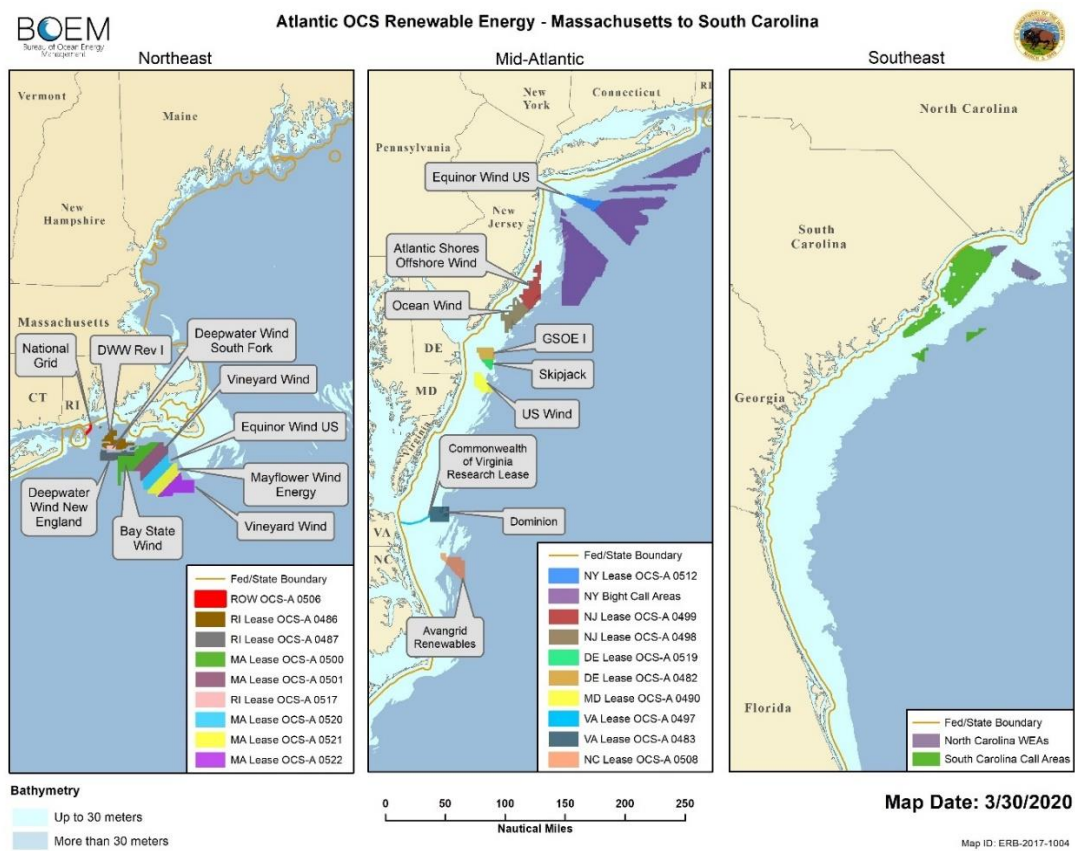 BOEM
Bureau of Ocean Energy
Management
Atlantic OCS Renewable Energy - Massachusetts to South Carolina
Northeast
Vermont
Maine
New
Hampshire
Massachusetts
National
Grid
DWW Rev I
Deepwater Wind
South Fork
Vineyard Wind
CT
RI
Equinor Wind US
Mayflower Wind
Energy
Deepwater
Wind New
England
Bay State
Wind
Vineyard Wind
Fed/State Boundary
ROW OCS-A 0506
RI Lease OCS-A 0486
RI Lease OCS-A 0487
MA Lease OCS-A 0500
MA Lease OCS-A 0501
RI Lease OCS-A 0517
MA Lease OCS-A 0520
MA Lease OCS-A 0521
MA Lease OCS-A 0522
Mid-Atlantic
New
York
Connecticut
RI
Pennsylvania
Equinor Wind US
New
Jersey
Atlantic Shores
Offshore Wind
Ocean Wind
DE
GSOE I
Skipjack
MD
US Wind
Virginia
Commonwealth
of Virginia
Research Lease
Dominion
VA
NC
Avangrid
Renewables
Fed/State Boundary
NY Lease OCS-A 0512
NY Bight Call Areas
NJ Lease OCS-A 0499
NJ Lease OCS-A 0498
DE Lease OCS-A 0519
DE Lease OCS-A 0482
MD Lease OCS-A 0490
VA Lease OCS-A 0497
VA Lease OCS-A 0483
NC Lease OCS-A 0508
Southeast
North Carolina
South
Carolina
Georgia
Florida
Fed/State Boundary
North Carolina WEAs
South Carolina Call Areas
Bathymetry
Up to 30 meters
More than 30 meters
0 50 100 150 200 250
Nautical Miles
Map Date: 3/30/2020
Map ID: ERB-2017-1004